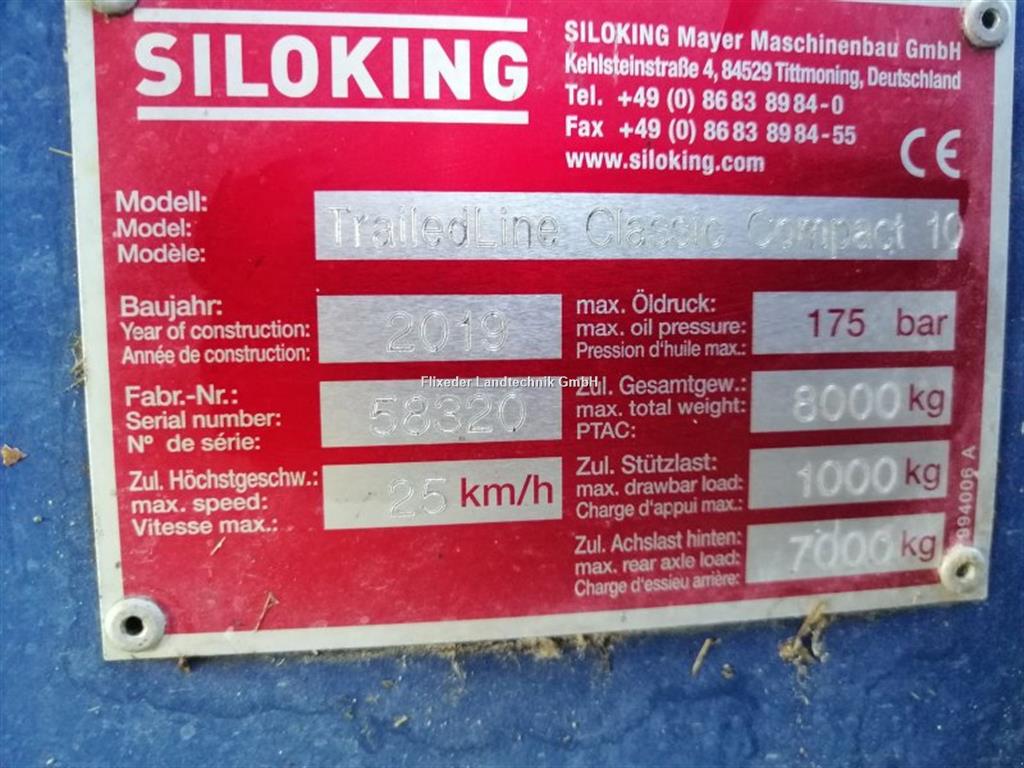 SILOKING
SILOKING Mayer Maschinenbau GmbH
Kehlsteinstraße 4, 84529 Tittmoning, Deutschland
Tel. +49 (0) 86 83 89 84-0
Fax +49 (0) 86 83 89 84-55
www.siloking.com
CE
Modell:
Model:
Modèle:
TrailedLine Classic Compact 10
Baujahr:
Year of construction:
Année de construction:
2019
max. Öldruck:
max. oil pressure:
Pression d'huile max.:
175 bar
Flixeder Landtechnik GmbH
Fabr.-Nr.:
Serial number:
N° de série:
58320
Zul. Gesamtgew.:
max. total weight:
PTAC:
8000 kg
Zul. Höchstgeschw.:
max. speed:
Vitesse max.:
25 km/h
Zul. Stützlast:
max. drawbar load:
Charge d'appui max.:
1000 kg
Zul. Achslast hinten:
max. rear axle load:
Charge d'essieu arrière:
7000 kg
994006 A